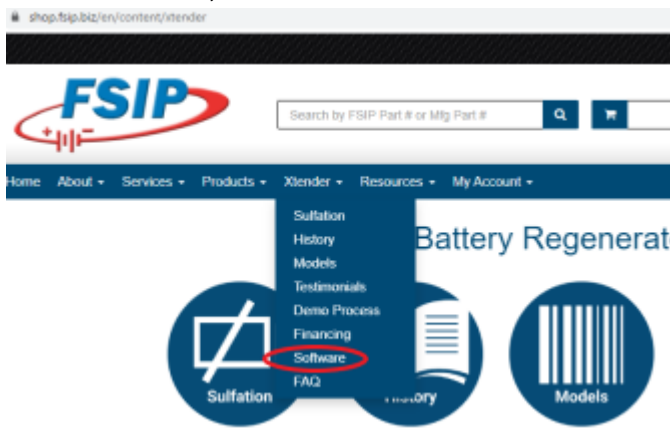 shop.fsip.biz/en/content/xtender
FSIP
Search by FSIP Part # or Mfg Part #
Home About Services Products Xtender Resources My Account
Sulfation
History
Models
Testimonials
Demo Process
Financing
Software
FAQ
Battery Regenerat
Sulfation
History
Models